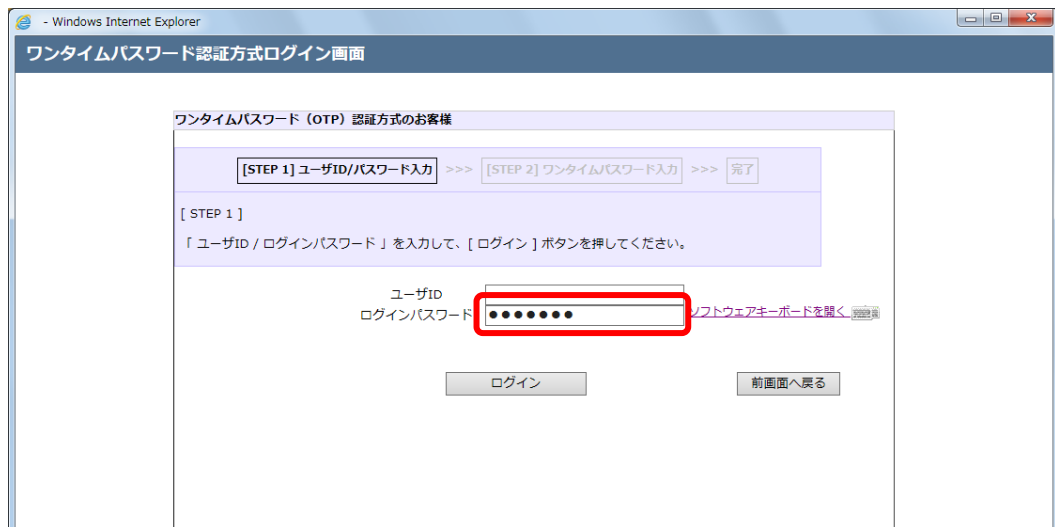 - Windows Internet Explorer
ワンタイムパスワード認証方式ログイン画面
ワンタイムパスワード（OTP）認証方式のお客様
[STEP 1] ユーザID/パスワード入力 >>> [STEP 2] ワンタイムパスワード入力 >>> 完了
[ STEP 1 ]
「 ユーザID / ログインパスワード 」を入力して、[ ログイン ] ボタンを押してください。
ユーザID
ログインパスワード ●●●●●●● ソフトウェアキーボードを開く
ログイン 前画面へ戻る